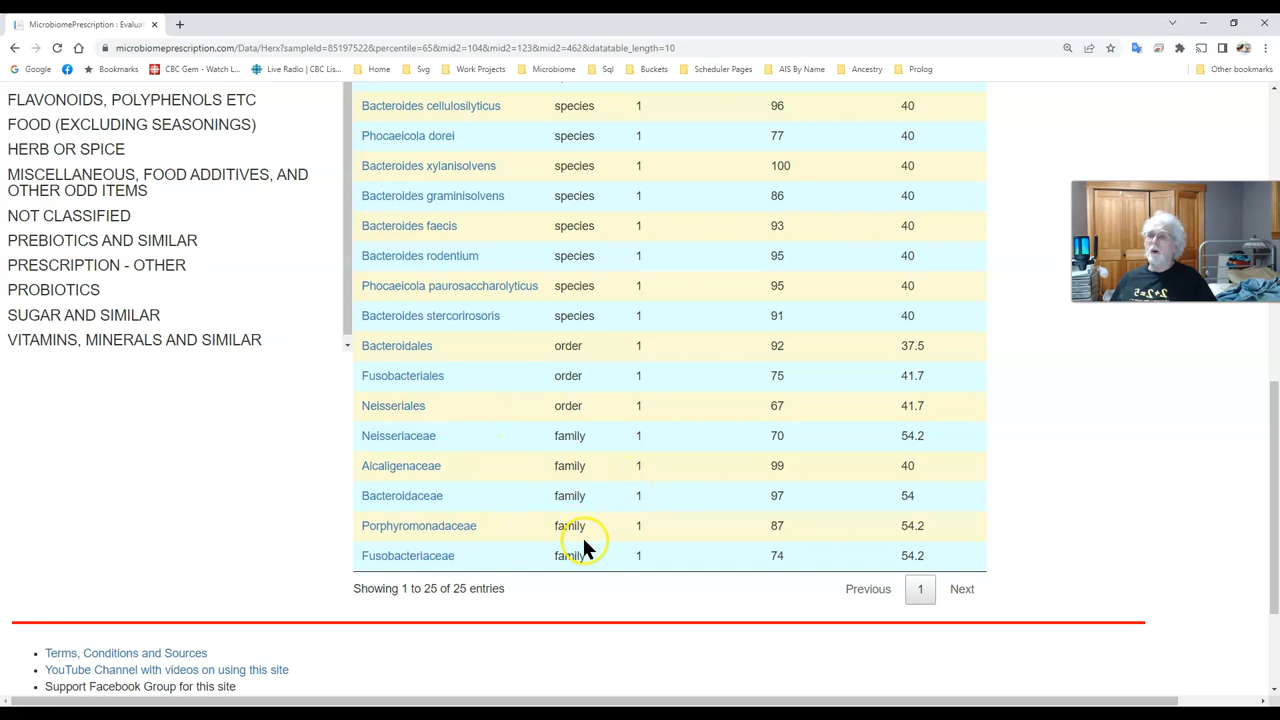 MicrobiomePrescription : Evalua
microbiomeprescription.com/Data/Herx?sampleId=85197522&percentile=65&mid2=104&mid2=123&mid2=462&datatable_length=10
Google Bookmarks CBC Gem - Watch L... Live Radio | CBC Lis... Home Svg Work Projects Microbiome Sql Buckets Scheduler Pages AIS By Name Ancestry Prolog Other bookmarks
FLAVONOIDS, POLYPHENOLS ETC
FOOD (EXCLUDING SEASONINGS)
HERB OR SPICE
MISCELLANEOUS, FOOD ADDITIVES, AND
OTHER ODD ITEMS
NOT CLASSIFIED
PREBIOTICS AND SIMILAR
PRESCRIPTION - OTHER
PROBIOTICS
SUGAR AND SIMILAR
VITAMINS, MINERALS AND SIMILAR
Bacteroides cellulosilyticus species 1 96 40
Phocaeicola dorei species 1 77 40
Bacteroides xylanisolvens species 1 100 40
Bacteroides graminisolvens species 1 86 40
Bacteroides faecis species 1 93 40
Bacteroides rodentium species 1 95 40
Phocaeicola paurosaccharolyticus species 1 95 40
Bacteroides stercorirosoris species 1 91 40
Bacteroidales order 1 92 37.5
Fusobacteriales order 1 75 41.7
Neisseriales order 1 67 41.7
Neisseriaceae family 1 70 54.2
Alcaligenaceae family 1 99 40
Bacteroidaceae family 1 97 54
Porphyromonadaceae family 1 87 54.2
Fusobacteriaceae family 1 74 54.2
Showing 1 to 25 of 25 entries Previous 1 Next
Terms, Conditions and Sources
YouTube Channel with videos on using this site
Support Facebook Group for this site